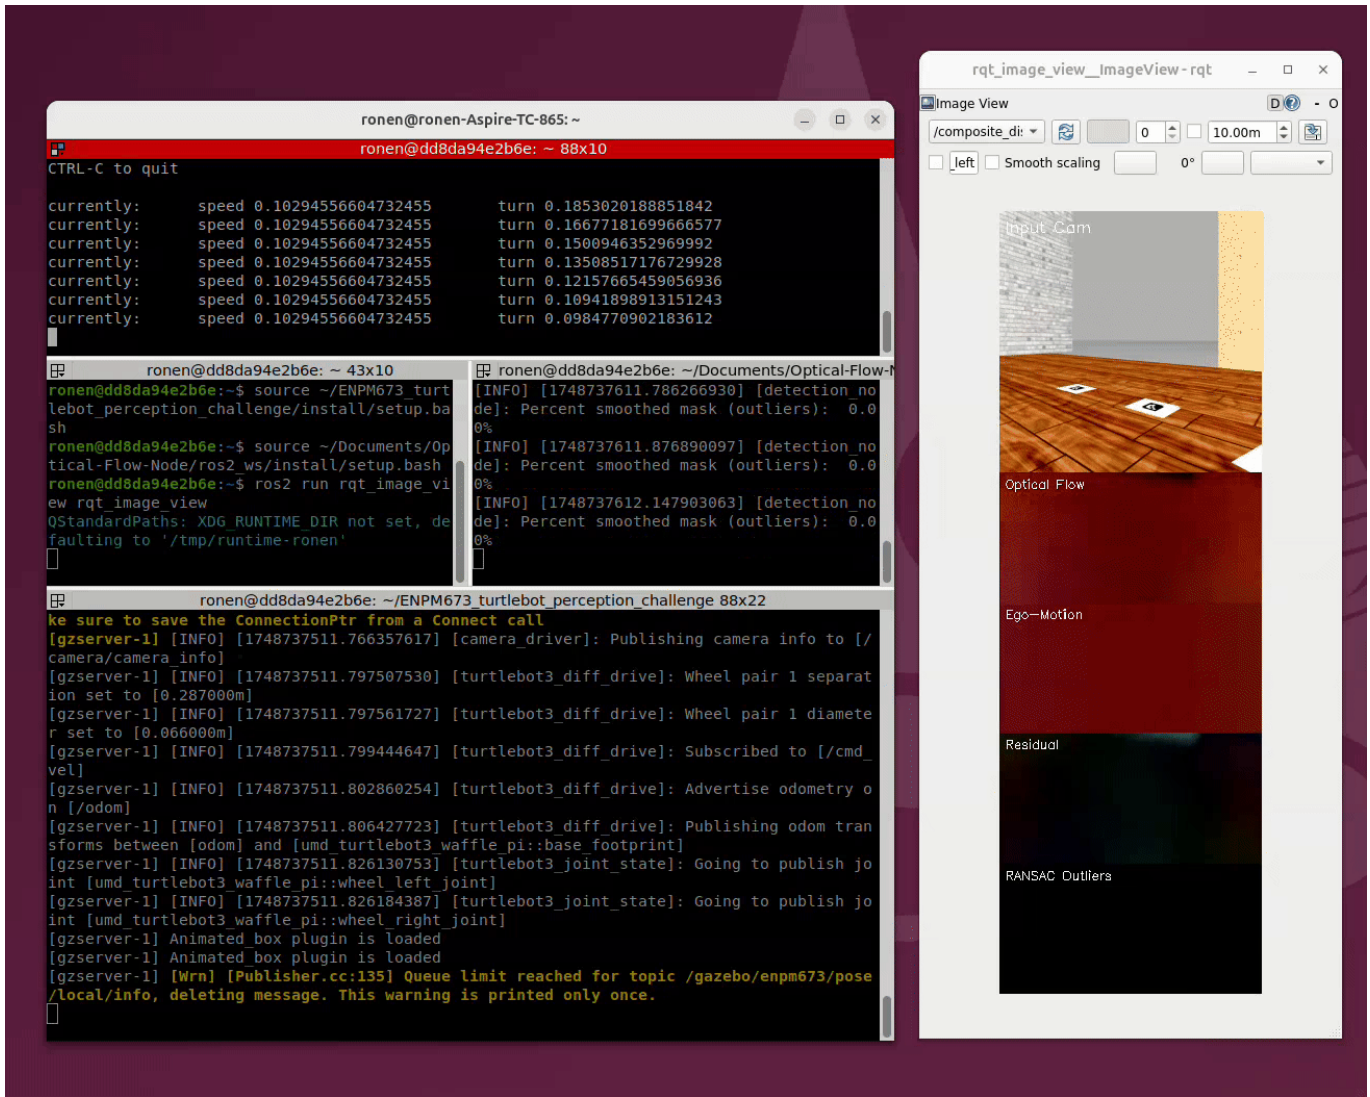 ronen@ronen-Aspire-TC-865: ~
ronen@dd8da94e2b6e: ~ 88x10
CTRL-C to quit
currently: speed 0.10294556604732455 turn 0.1853020188851842
currently: speed 0.10294556604732455 turn 0.16677181699666577
currently: speed 0.10294556604732455 turn 0.1500946352969992
currently: speed 0.10294556604732455 turn 0.13508517176729928
currently: speed 0.10294556604732455 turn 0.12157665459056936
currently: speed 0.10294556604732455 turn 0.10941898913151243
currently: speed 0.10294556604732455 turn 0.0984770902183612
ronen@dd8da94e2b6e: ~ 43x10
ronen@dd8da94e2b6e:~$ source ~/ENPM673_turt
lebot_perception_challenge/install/setup.ba
sh
ronen@dd8da94e2b6e:~$ source ~/Documents/Op
tical-Flow-Node/ros2_ws/install/setup.bash
ronen@dd8da94e2b6e:~$ ros2 run rqt_image_vi
ew rqt_image_view
QStandardPaths: XDG_RUNTIME_DIR not set, de
faulting to '/tmp/runtime-ronen'
ronen@dd8da94e2b6e: ~/Documents/Optical-Flow-N
[INFO] [1748737611.786266930] [detection_no
de]: Percent smoothed mask (outliers):  0.0
0%
[INFO] [1748737611.876890097] [detection_no
de]: Percent smoothed mask (outliers):  0.0
0%
[INFO] [1748737612.147903063] [detection_no
de]: Percent smoothed mask (outliers):  0.0
0%
ronen@dd8da94e2b6e: ~/ENPM673_turtlebot_perception_challenge 88x22
ke sure to save the ConnectionPtr from a Connect call
[gzserver-1] [INFO] [1748737511.766357617] [camera_driver]: Publishing camera info to [/
camera/camera_info]
[gzserver-1] [INFO] [1748737511.797507530] [turtlebot3_diff_drive]: Wheel pair 1 separat
ion set to [0.287000m]
[gzserver-1] [INFO] [1748737511.797561727] [turtlebot3_diff_drive]: Wheel pair 1 diamete
r set to [0.066000m]
[gzserver-1] [INFO] [1748737511.799444647] [turtlebot3_diff_drive]: Subscribed to [/cmd_
vel]
[gzserver-1] [INFO] [1748737511.802860254] [turtlebot3_diff_drive]: Advertise odometry o
n [/odom]
[gzserver-1] [INFO] [1748737511.806427723] [turtlebot3_diff_drive]: Publishing odom tran
sforms between [odom] and [umd_turtlebot3_waffle_pi::base_footprint]
[gzserver-1] [INFO] [1748737511.826130753] [turtlebot3_joint_state]: Going to publish jo
int [umd_turtlebot3_waffle_pi::wheel_left_joint]
[gzserver-1] [INFO] [1748737511.826184387] [turtlebot3_joint_state]: Going to publish jo
int [umd_turtlebot3_waffle_pi::wheel_right_joint]
[gzserver-1] Animated_box plugin is loaded
[gzserver-1] Animated_box plugin is loaded
[gzserver-1] [Wrn] [Publisher.cc:135] Queue limit reached for topic /gazebo/enpm673/pose
/local/info, deleting message. This warning is printed only once.
rqt_image_view__ImageView - rqt
Image View D - O
/composite_di: 0 10.00m
_left Smooth scaling 0°
Input Cam
Optical Flow
Ego-Motion
Residual
RANSAC Outliers